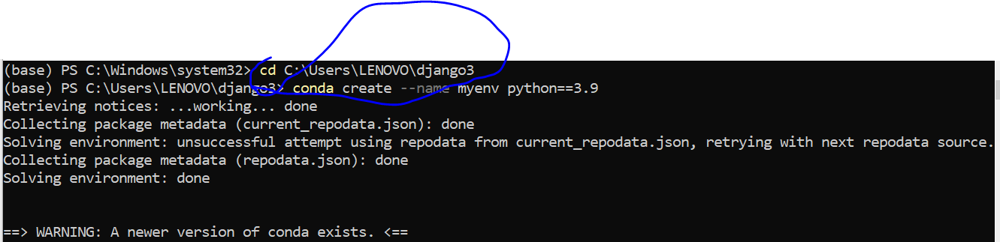 (base) PS C:\Windows\system32> cd C:\Users\LENOVO\django3
(base) PS C:\Users\LENOVO\django3> conda create --name myenv python==3.9
Retrieving notices: ...working... done
Collecting package metadata (current_repodata.json): done
Solving environment: unsuccessful attempt using repodata from current_repodata.json, retrying with next repodata source.
Collecting package metadata (repodata.json): done
Solving environment: done
==> WARNING: A newer version of conda exists. <==